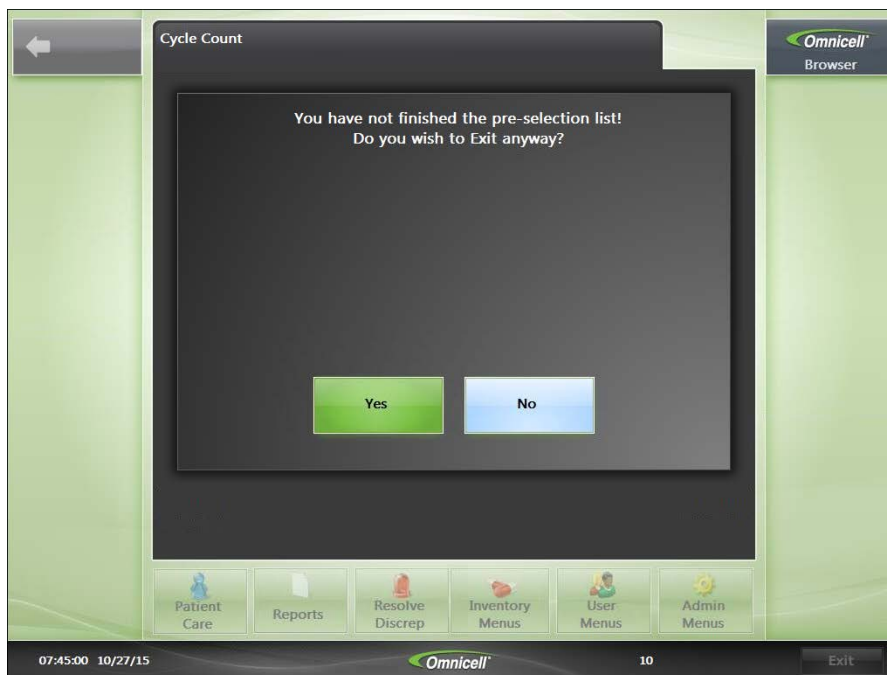 Cycle Count
Omnicell
Browser
You have not finished the pre-selection list!
Do you wish to Exit anyway?
Yes
No
Patient
Care
Reports
Resolve
Discrep
Inventory
Menus
User
Menus
Admin
Menus
07:45:00 10/27/15
Omnicell
10
Exit